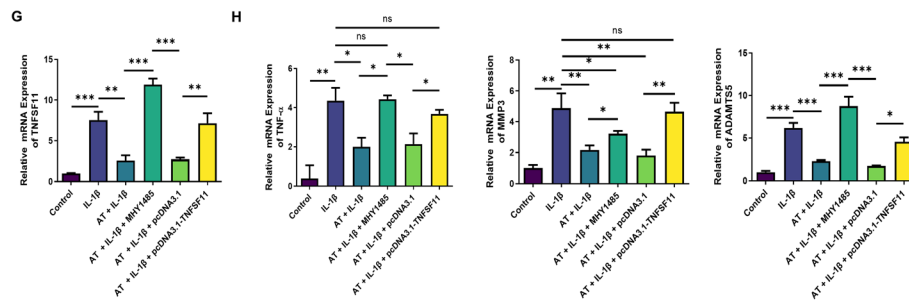 G
Relative mRNA Expression
of TNFSF11
15
10
5
0
***
**
***
***
**
Control
IL-1β
AT + IL-1β
AT + IL-1β + MHY1485
AT + IL-1β + pcDNA3.1
AT + IL-1β + pcDNA3.1-TNFSF11
H
Relative mRNA Expression
of TNF-α
6
4
2
0
ns
ns
**
*
*
*
*
Control
IL-1β
AT + IL-1β
AT + IL-1β + MHY1485
AT + IL-1β + pcDNA3.1
AT + IL-1β + pcDNA3.1-TNFSF11
Relative mRNA Expression
of MMP3
8
6
4
2
0
ns
**
*
**
**
*
**
Control
IL-1β
AT + IL-1β
AT + IL-1β + MHY1485
AT + IL-1β + pcDNA3.1
AT + IL-1β + pcDNA3.1-TNFSF11
Relative mRNA Expression
of ADAMTS5
15
10
5
0
***
***
***
***
*
Control
IL-1β
AT + IL-1β
AT + IL-1β + MHY1485
AT + IL-1β + pcDNA3.1
AT + IL-1β + pcDNA3.1-TNFSF11